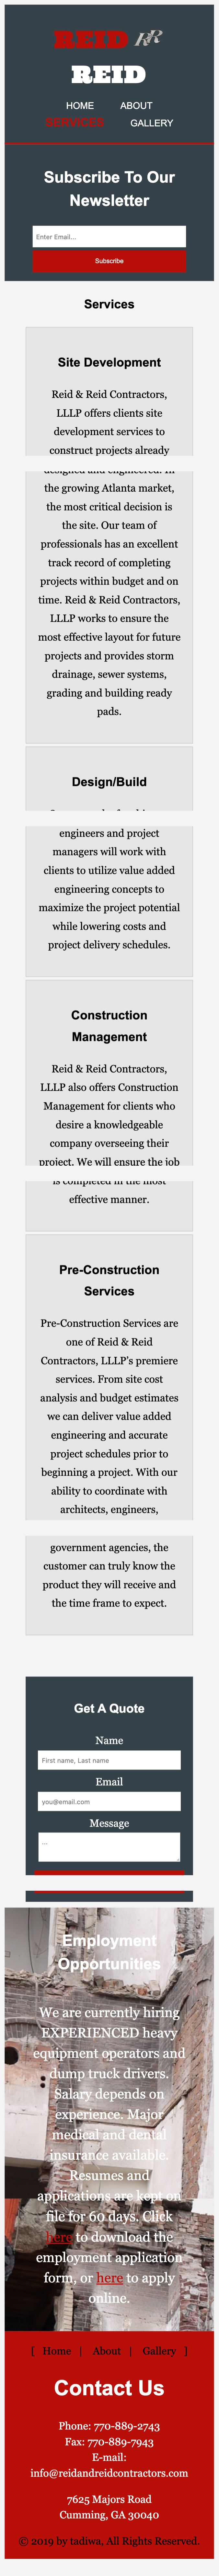 REID RR
REID
HOME ABOUT
SERVICES GALLERY
Subscribe To Our
Newsletter
Enter Email...
Subscribe
Services
Site Development
Reid & Reid Contractors,
LLLP offers clients site
development services to
construct projects already
designed and engineered. In
the growing Atlanta market,
the most critical decision is
the site. Our team of
professionals has an excellent
track record of completing
projects within budget and on
time. Reid & Reid Contractors,
LLLP works to ensure the
most effective layout for future
projects and provides storm
drainage, sewer systems,
grading and building ready
pads.
Design/Build
engineers and project
managers will work with
clients to utilize value added
engineering concepts to
maximize the project potential
while lowering costs and
project delivery schedules.
Construction
Management
Reid & Reid Contractors,
LLLP also offers Construction
Management for clients who
desire a knowledgeable
company overseeing their
project. We will ensure the job
is completed in the most
effective manner.
Pre-Construction
Services
Pre-Construction Services are
one of Reid & Reid
Contractors, LLLP's premiere
services. From site cost
analysis and budget estimates
we can deliver value added
engineering and accurate
project schedules prior to
beginning a project. With our
ability to coordinate with
architects, engineers,
government agencies, the
customer can truly know the
product they will receive and
the time frame to expect.
Get A Quote
Name
First name, Last name
Email
you@email.com
Message
...
Employment
Opportunities
We are currently hiring
EXPERIENCED heavy
equipment operators and
dump truck drivers.
Salary depends on
experience. Major
medical and dental
insurance available.
Resumes and
applications are kept on
file for 60 days. Click
here to download the
employment application
form, or here to apply
online.
[ Home | About | Gallery ]
Contact Us
Phone: 770-889-2743
Fax: 770-889-7943
E-mail:
info@reidandreidcontractors.com
7625 Majors Road
Cumming, GA 30040
© 2019 by tadiwa, All Rights Reserved.